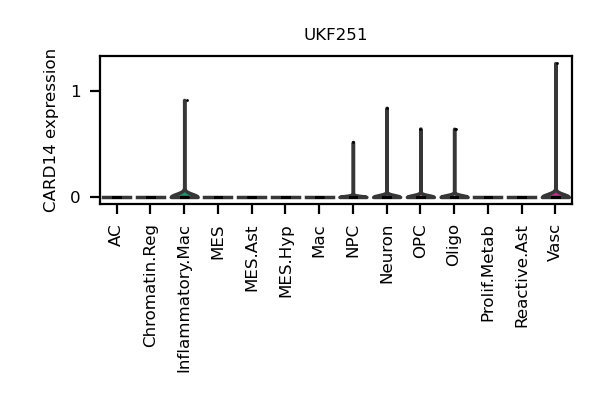 UKF251
CARD14 expression
1
0
AC
Chromatin.Reg
Inflammatory.Mac
MES
MES.Ast
MES.Hyp
Mac
NPC
Neuron
OPC
Oligo
Prolif.Metab
Reactive.Ast
Vasc